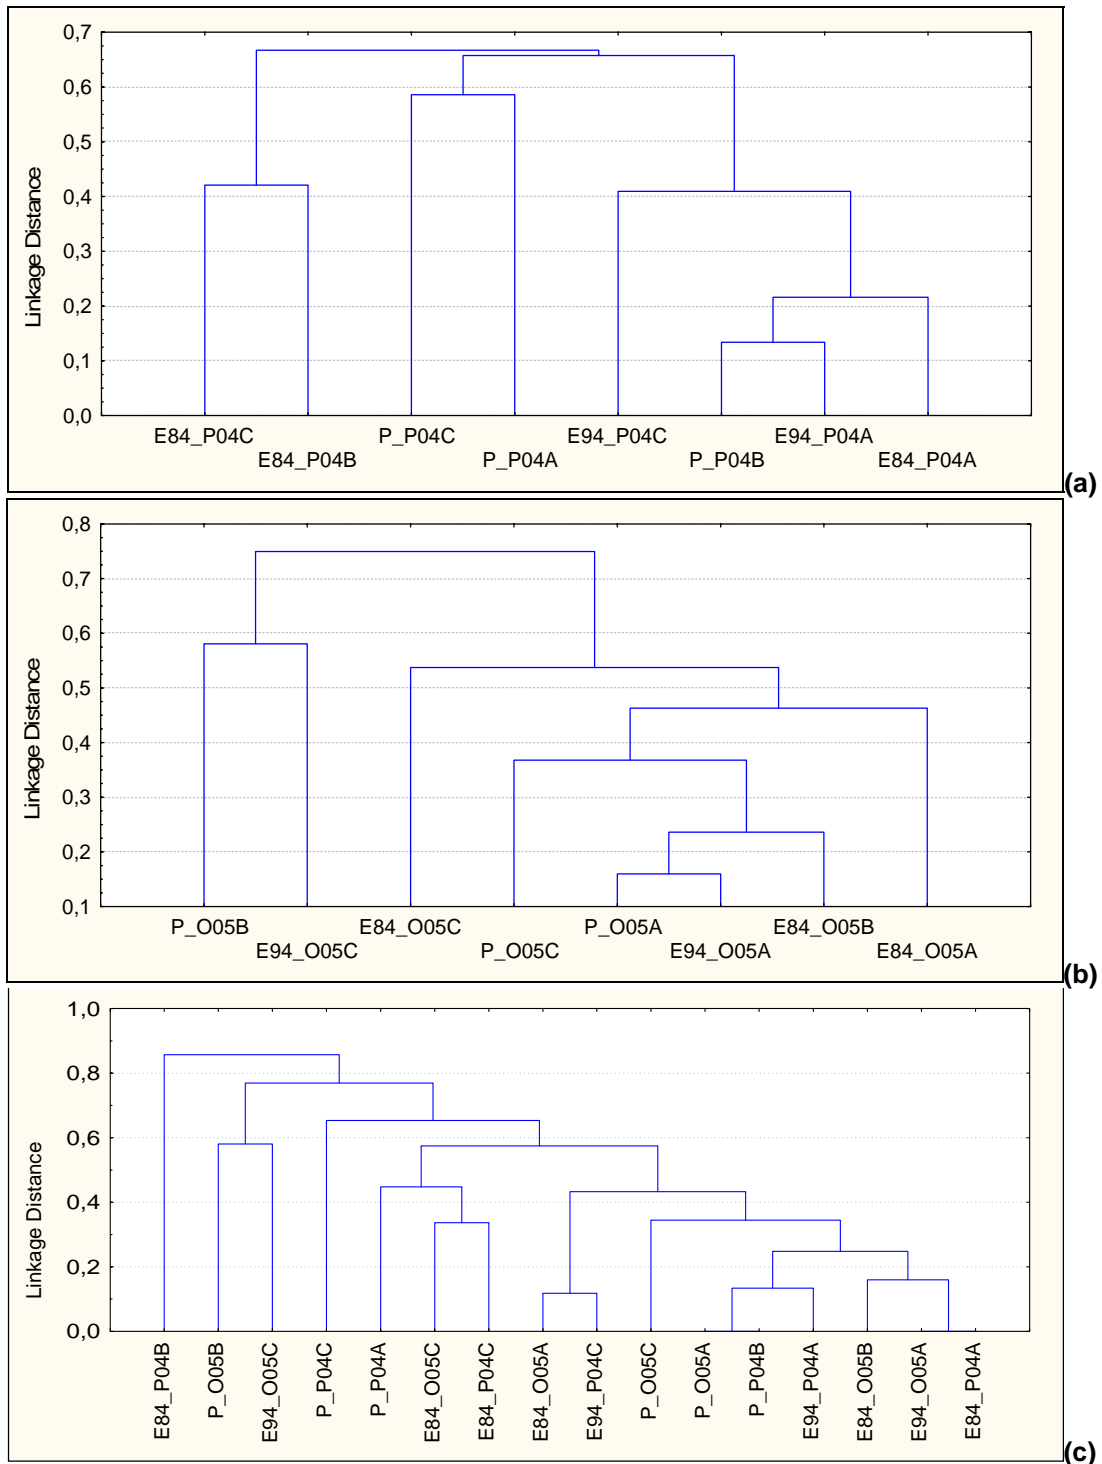 0,7
0,6
0,5
0,4
0,3
0,2
0,1
0,0
Linkage Distance
E84_P04C P_P04C E94_P04C E94_P04A
E84_P04B P_P04A P_P04B E84_P04A
(a)
0,8
0,7
0,6
0,5
0,4
0,3
0,2
0,1
Linkage Distance
P_O05B E84_O05C P_O05A E84_O05B
E94_O05C P_O05C E94_O05A E84_O05A
(b)
1,0
0,8
0,6
0,4
0,2
0,0
Linkage Distance
E84_P04B
P_O05B
E94_O05C
P_P04C
P_P04A
E84_O05C
E84_P04C
E84_O05A
E94_P04C
P_O05C
P_O05A
P_P04B
E94_P04A
E84_O05B
E94_O05A
E84_P04A
(c)